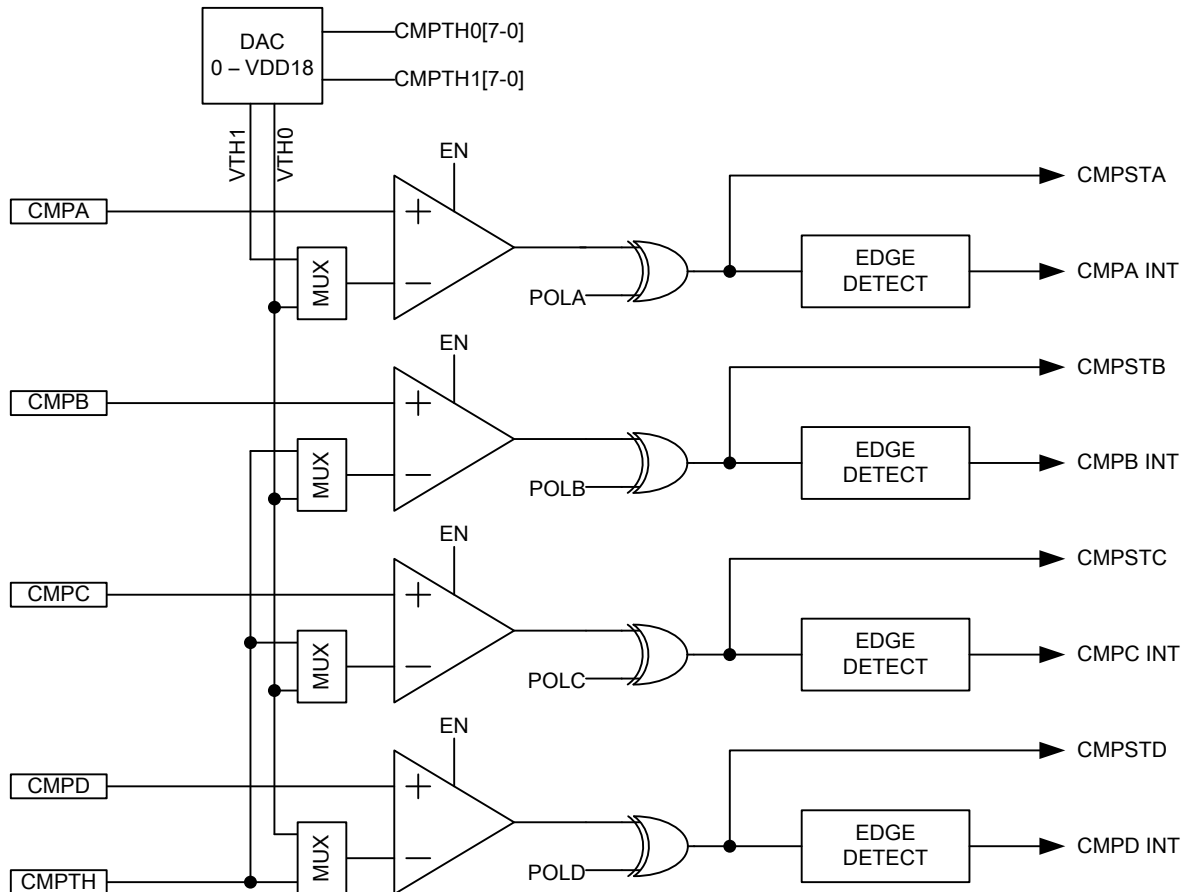 DAC
0 – VDD18
CMPTH0[7-0]
CMPTH1[7-0]
VTH1
VTH0
EN
CMPSTA
CMPA
MUX
POLA
EDGE
DETECT
CMPA INT
EN
CMPSTB
CMPB
MUX
POLB
EDGE
DETECT
CMPB INT
EN
CMPSTC
CMPC
MUX
POLC
EDGE
DETECT
CMPC INT
EN
CMPSTD
CMPD
MUX
POLD
EDGE
DETECT
CMPD INT
CMPTH